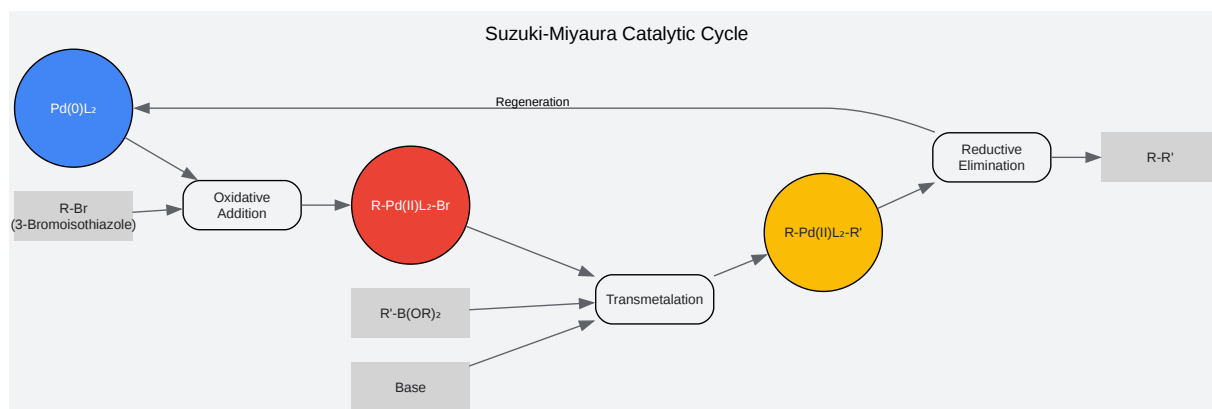 Suzuki-Miyaura Catalytic Cycle
Pd(0)L₂
Regeneration
Reductive
Elimination
R-R'
Oxidative
Addition
R-Br
(3-Bromoisothiazole)
R-Pd(II)L₂-Br
R-Pd(II)L₂-R'
Transmetalation
R'-B(OR)₂
Base